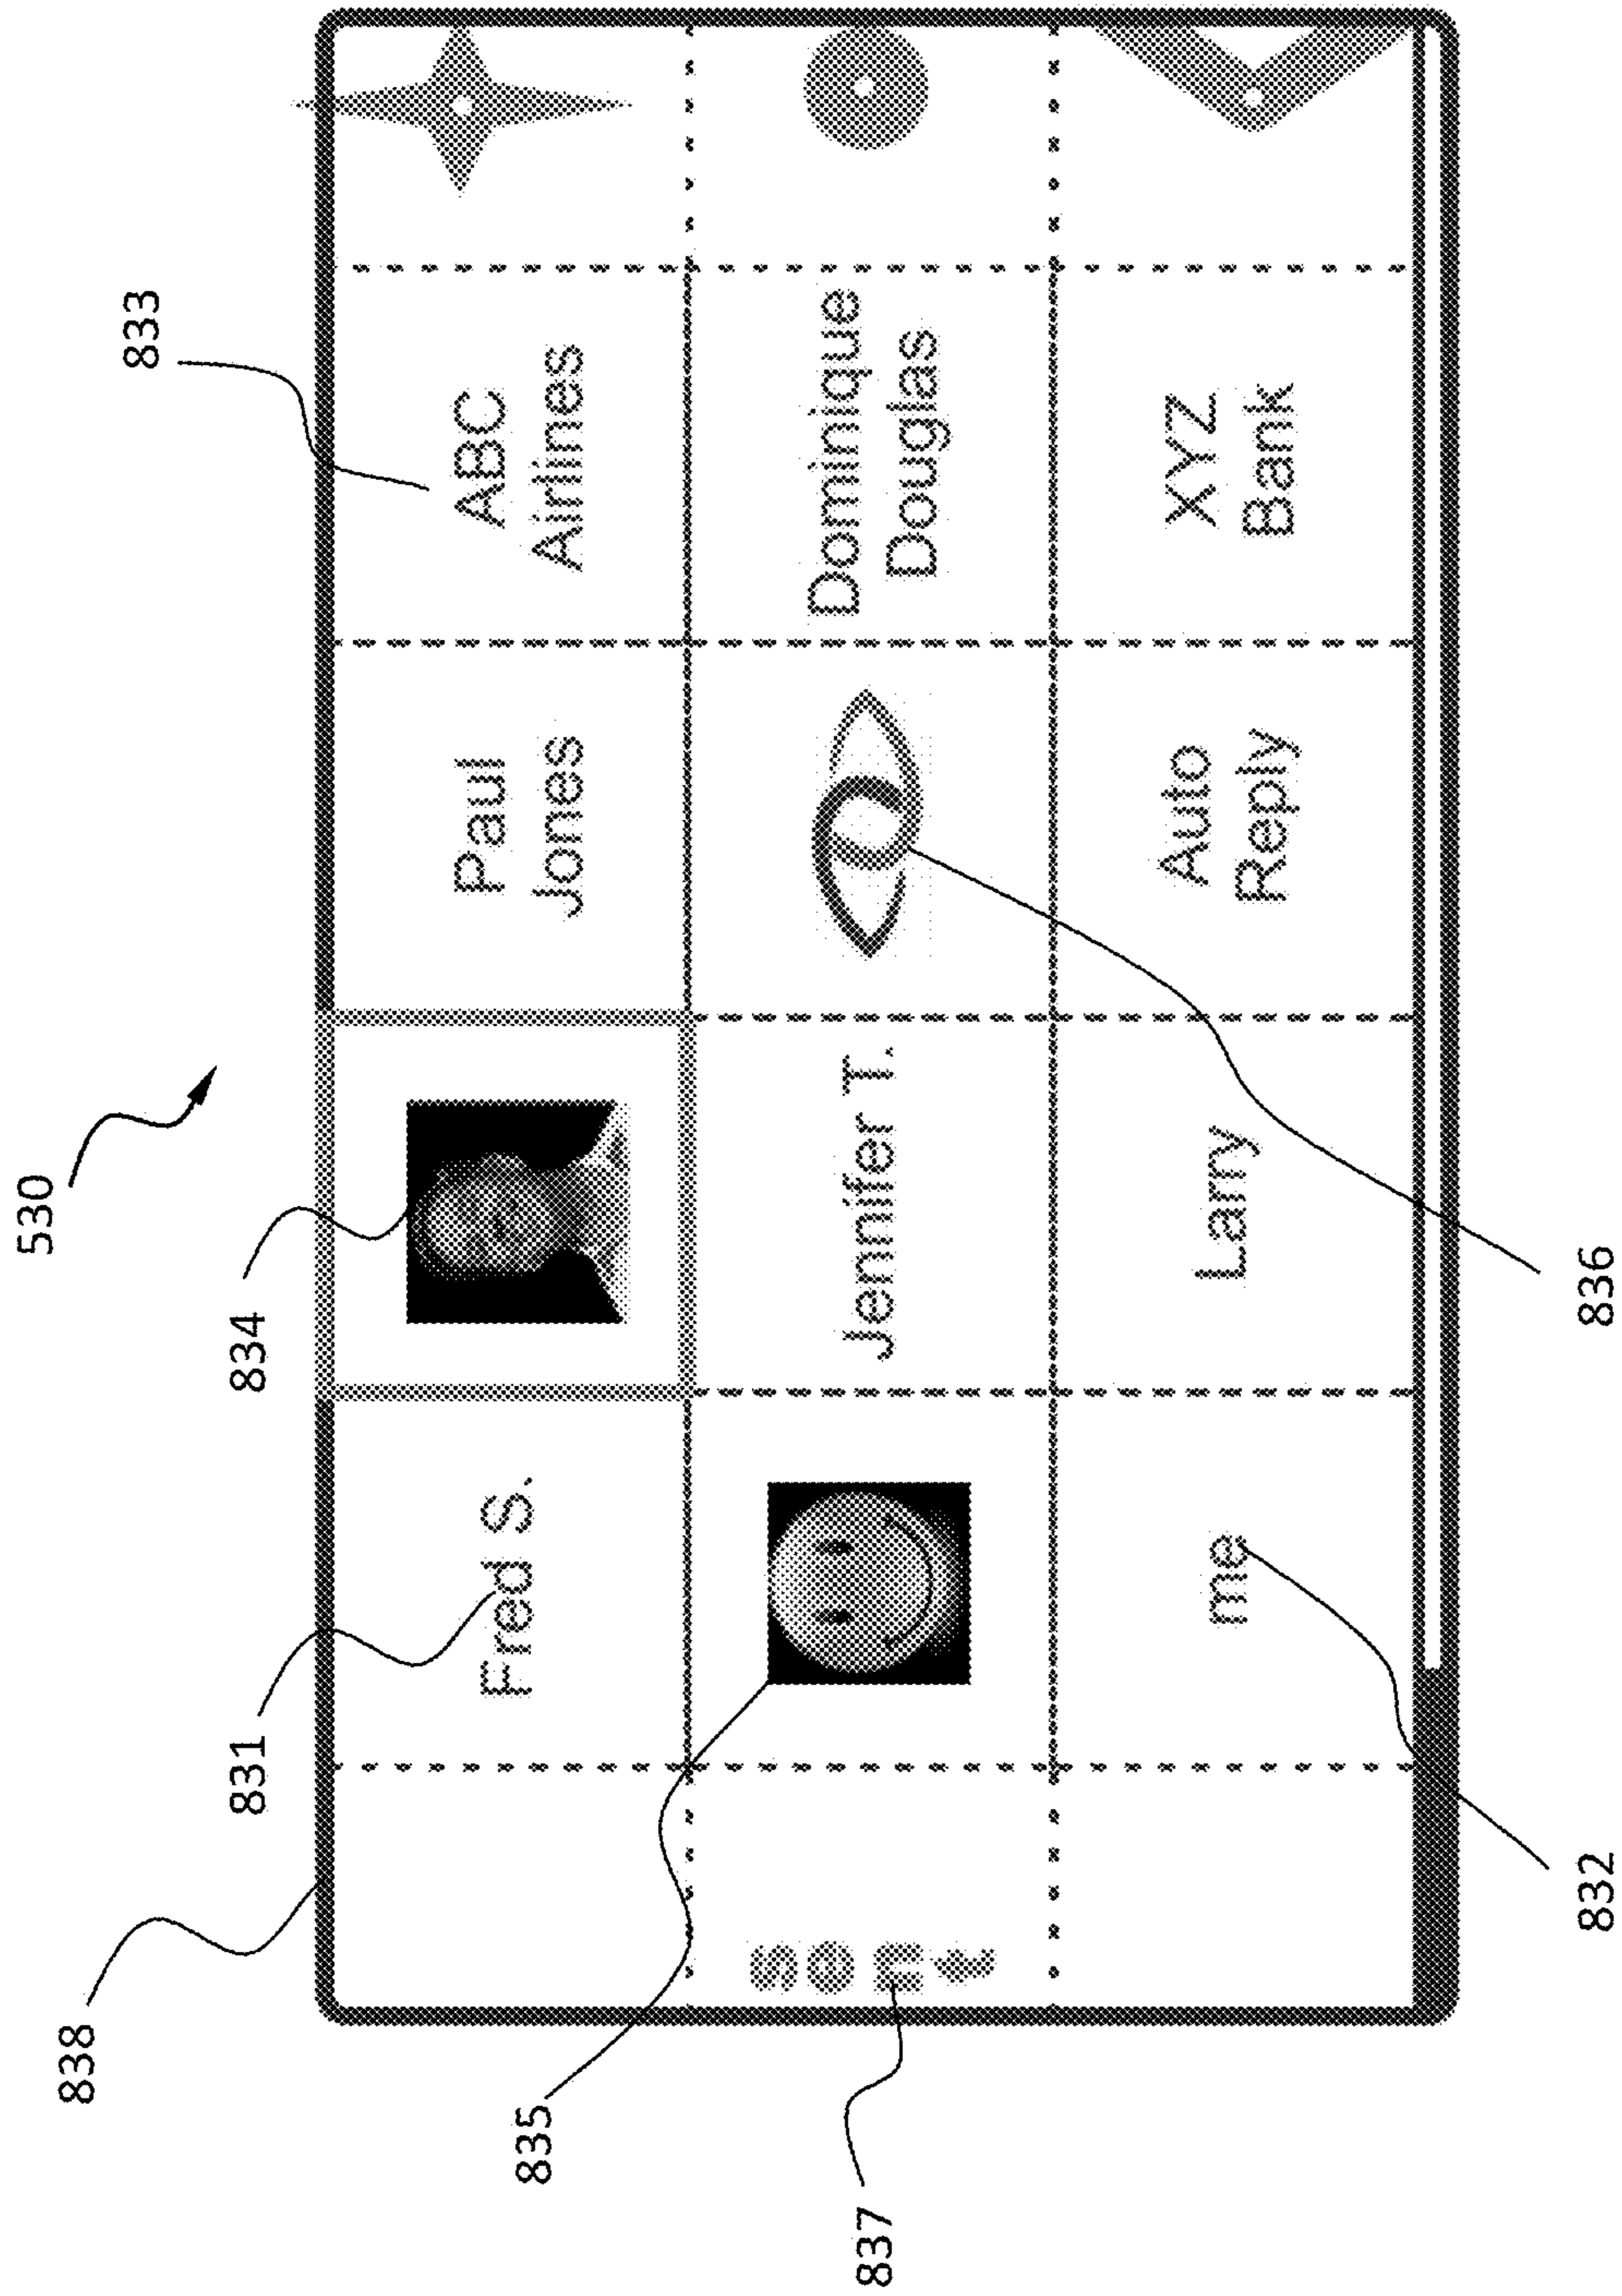 530
838
831
834
833
Fred S.
Paul
Jones
ABC
Airlines
835
837
sent
Jennifer T.
Dominique
Douglas
me
Larry
Auto
Reply
XYZ
Bank
832
836